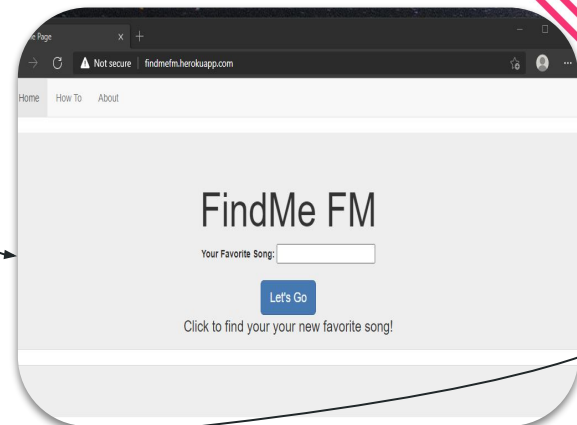 e Page x +
Not secure findmefm.herokuapp.com
Home How To About
FindMe FM
Your Favorite Song:
Let's Go
Click to find your your new favorite song!